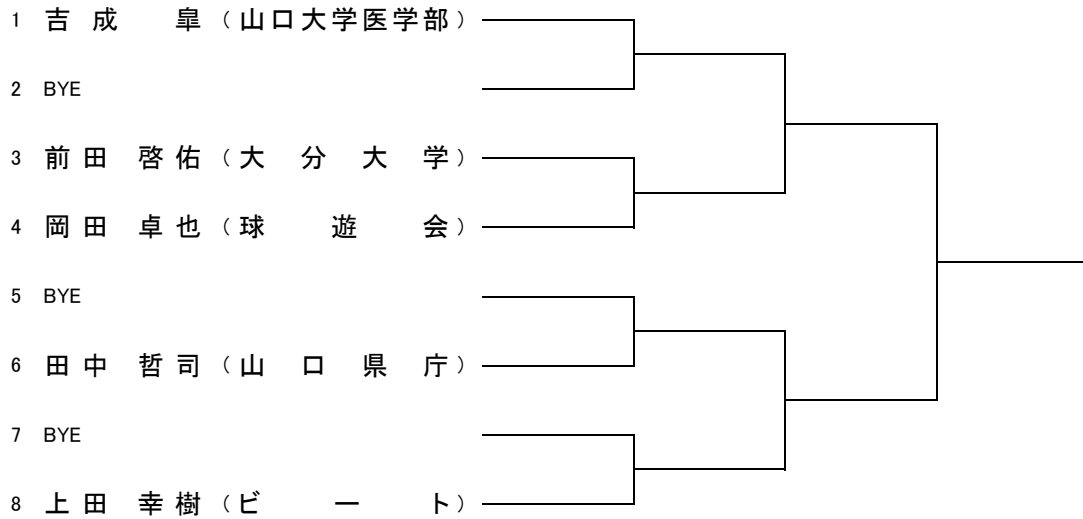 1 吉成 皐 (山口大学医学部)
2 BYE
3 前田 啓佑 (大分大学)
4 岡田 卓也 (球遊会)
5 BYE
6 田中 哲司 (山口県庁)
7 BYE
8 上田 幸樹 (ビート)